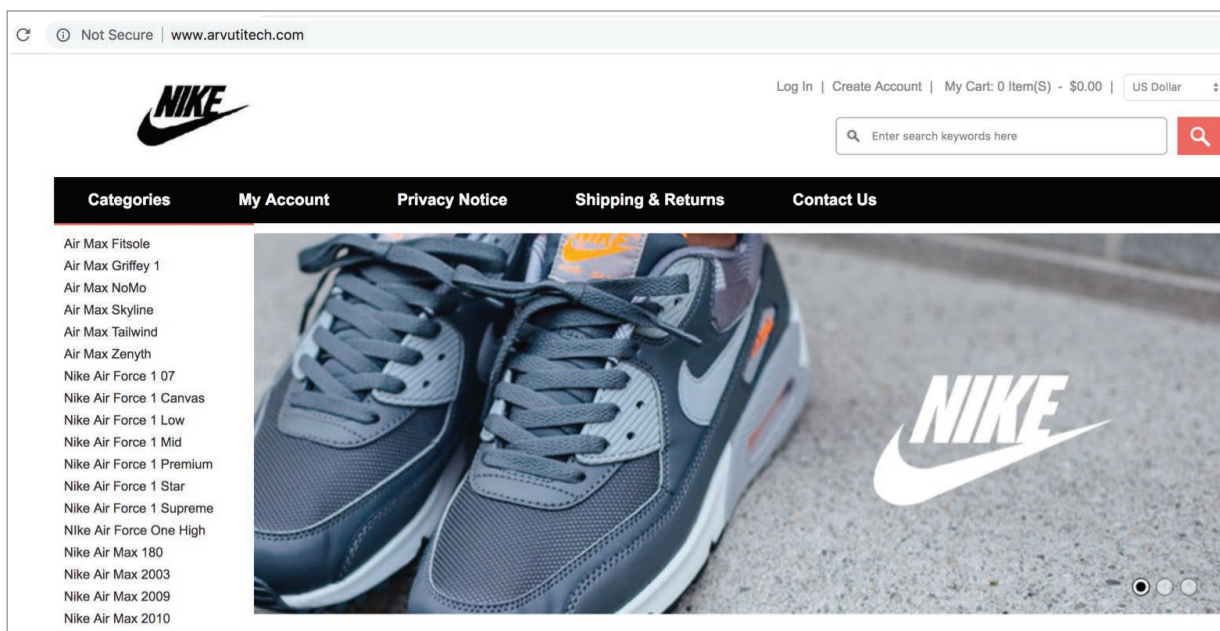 Not Secure | www.arvutitech.com
NIKE
Log In | Create Account | My Cart: 0 Item(S) - $0.00 | US Dollar
Enter search keywords here
Categories My Account Privacy Notice Shipping & Returns Contact Us
Air Max Fitsole
Air Max Griffey 1
Air Max NoMo
Air Max Skyline
Air Max Tailwind
Air Max Zenyth
Nike Air Force 1 07
Nike Air Force 1 Canvas
Nike Air Force 1 Low
Nike Air Force 1 Mid
Nike Air Force 1 Premium
Nike Air Force 1 Star
Nike Air Force 1 Supreme
NIke Air Force One High
Nike Air Max 180
Nike Air Max 2003
Nike Air Max 2009
Nike Air Max 2010
NIKE
NIKE